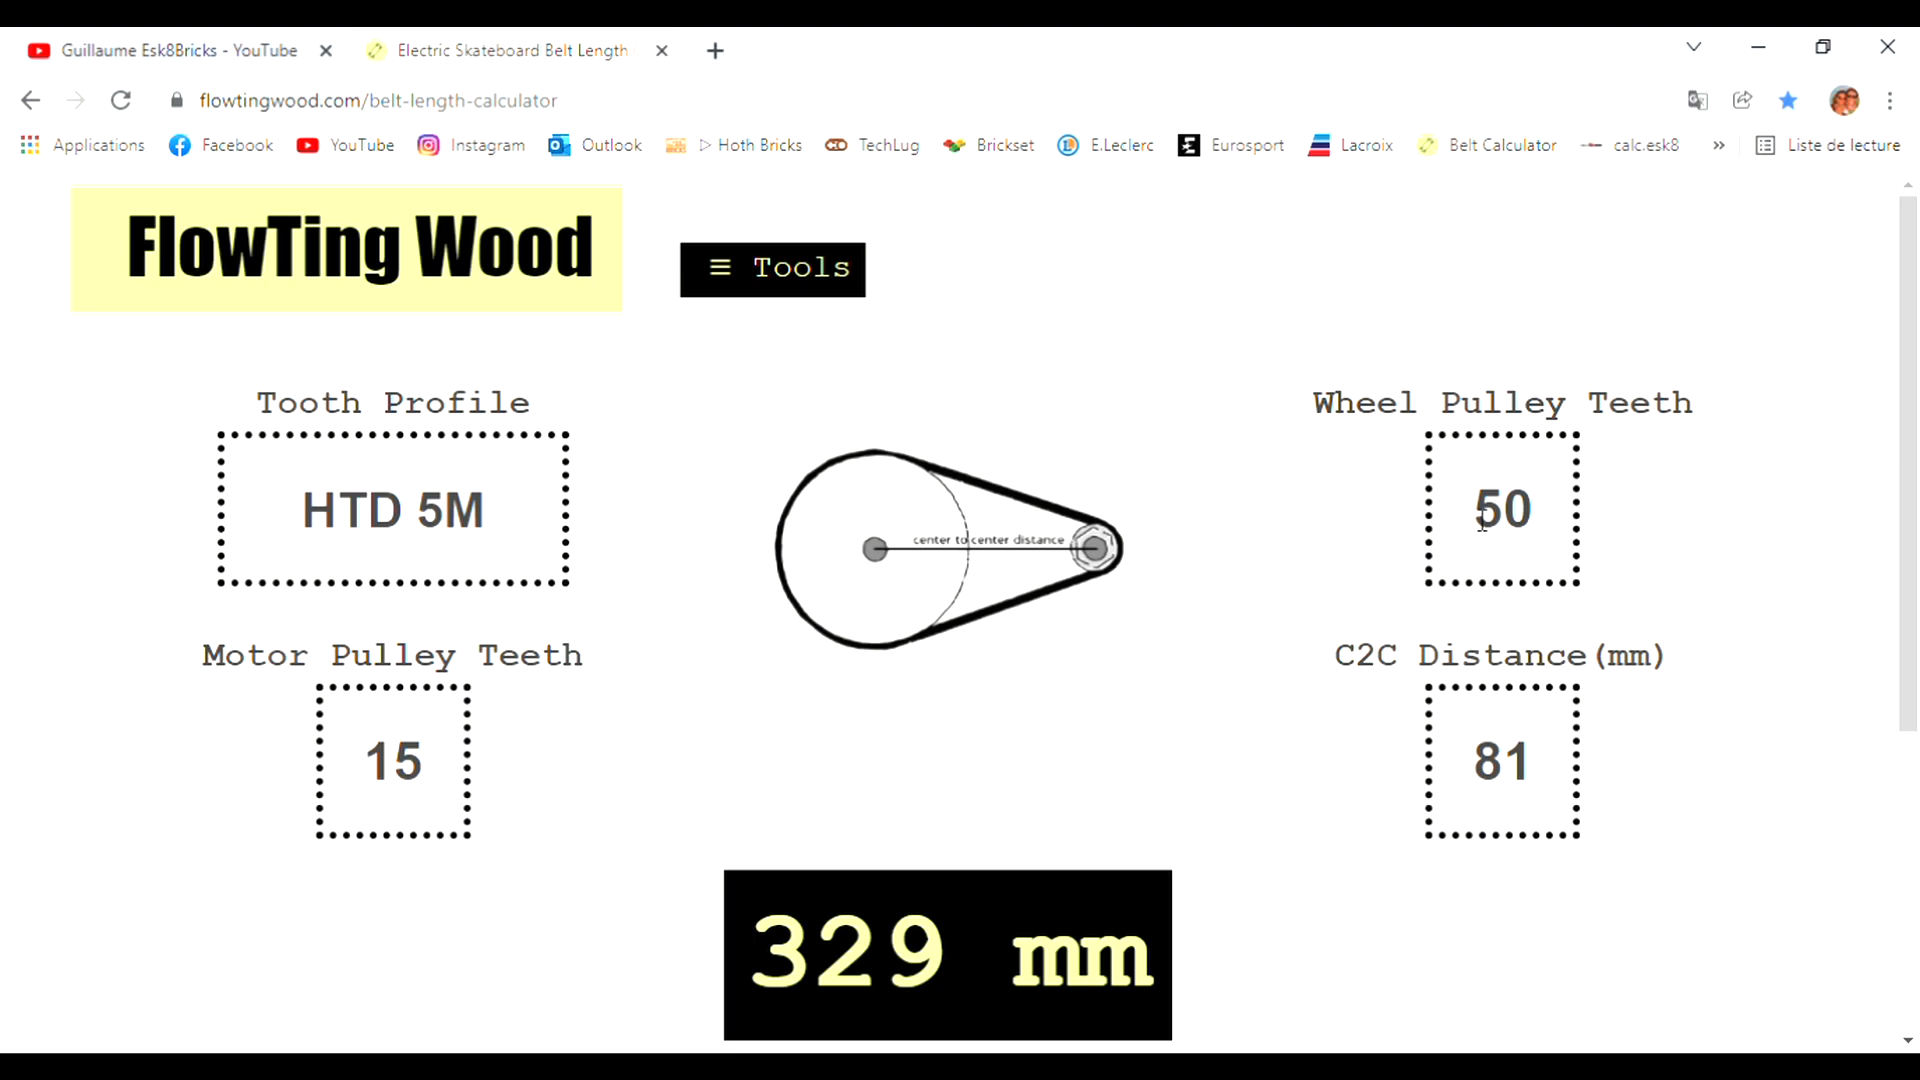 Guillaume Esk8Bricks - YouTube
Electric Skateboard Belt Length
flowtingwood.com/belt-length-calculator
Applications Facebook YouTube Instagram Outlook Hoth Bricks TechLug Brickset E.Leclerc Eurosport Lacroix Belt Calculator calc.esk8 » Liste de lecture
FlowTing Wood
≡ Tools
Tooth Profile
HTD 5M
Wheel Pulley Teeth
50
center to center distance
Motor Pulley Teeth
15
C2C Distance(mm)
81
329 mm